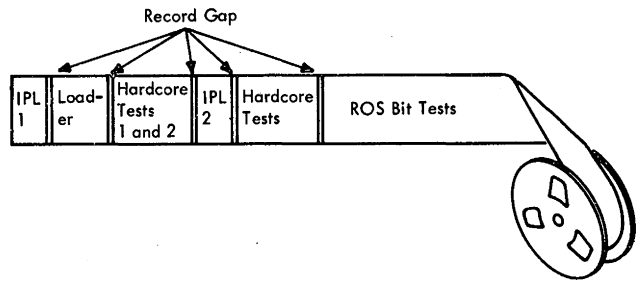 Record Gap
IPL
1
Load-
er
Hardcore
Tests
1 and 2
IPL
2
Hardcore
Tests
ROS Bit Tests